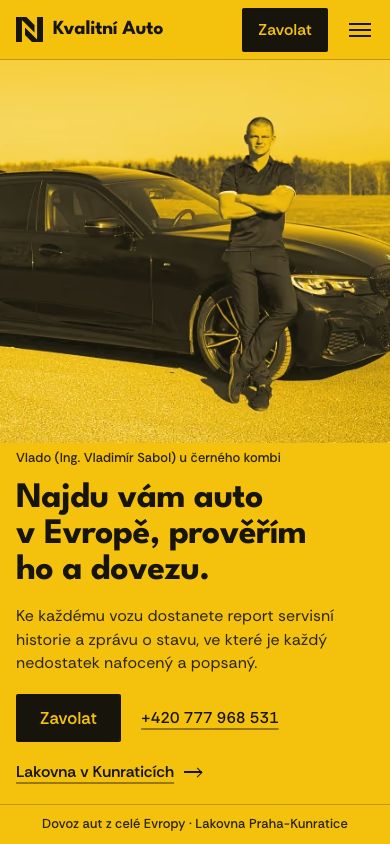 Kvalitní Auto
Zavolat
Vlado (Ing. Vladimír Sabol) u černého kombi
Najdu vám auto
v Evropě, prověřím
ho a dovezu.
Ke každému vozu dostanete report servisní
historie a zprávu o stavu, ve které je každý
nedostatek nafocený a popsaný.
Zavolat
+420 777 968 531
Lakovna v Kunraticích
Dovoz aut z celé Evropy · Lakovna Praha-Kunratice